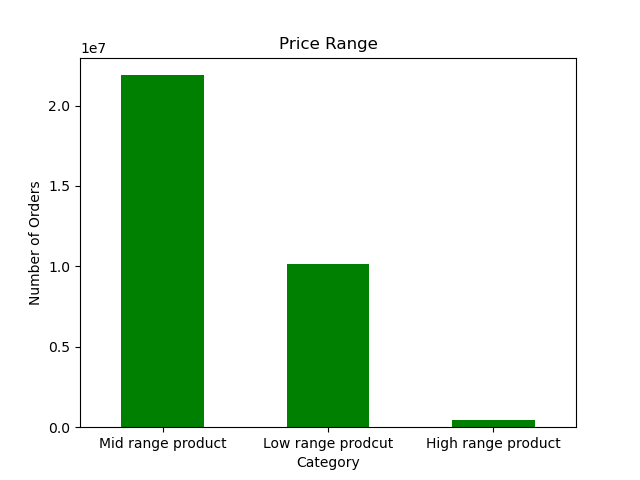 Price Range
1e7
2.0
1.5
1.0
0.5
0.0
Number of Orders
Mid range product
Low range prodcut
High range product
Category